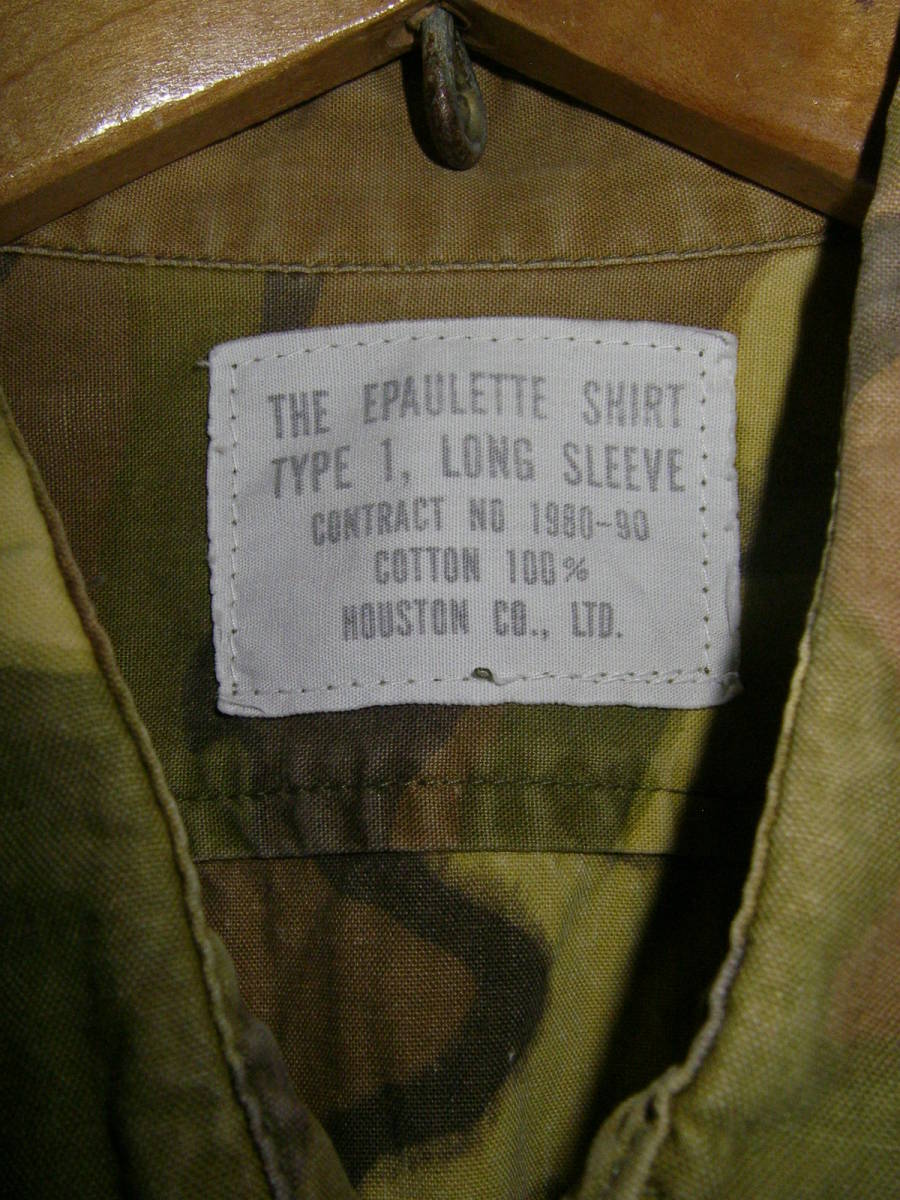 THE EPAULETTE SHIRT
TYPE 1, LONG SLEEVE
CONTRACT NO 1980-90
COTTON 100%
HOUSTON CO., LTD.